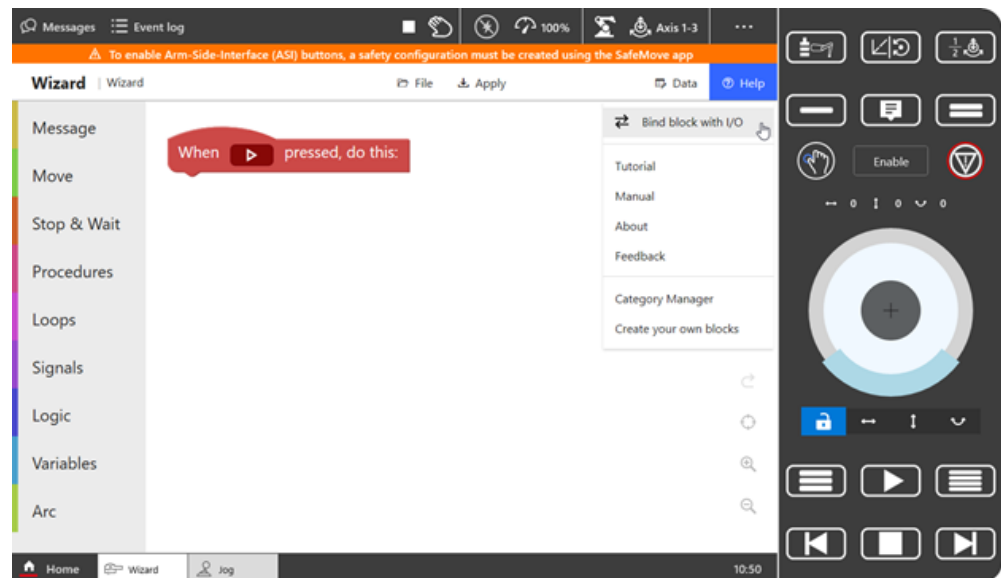 Messages Event log 100% Axis 1-3 ...
To enable Arm-Side-Interface (ASI) buttons, a safety configuration must be created using the SafeMove app
Wizard | Wizard File Apply Data Help
Message
Move
Stop & Wait
Procedures
Loops
Signals
Logic
Variables
Arc
When pressed, do this:
Bind block with I/O
Tutorial
Manual
About
Feedback
Category Manager
Create your own blocks
Home Wizard Jog 10:50
1/2
Enable
0 0 0